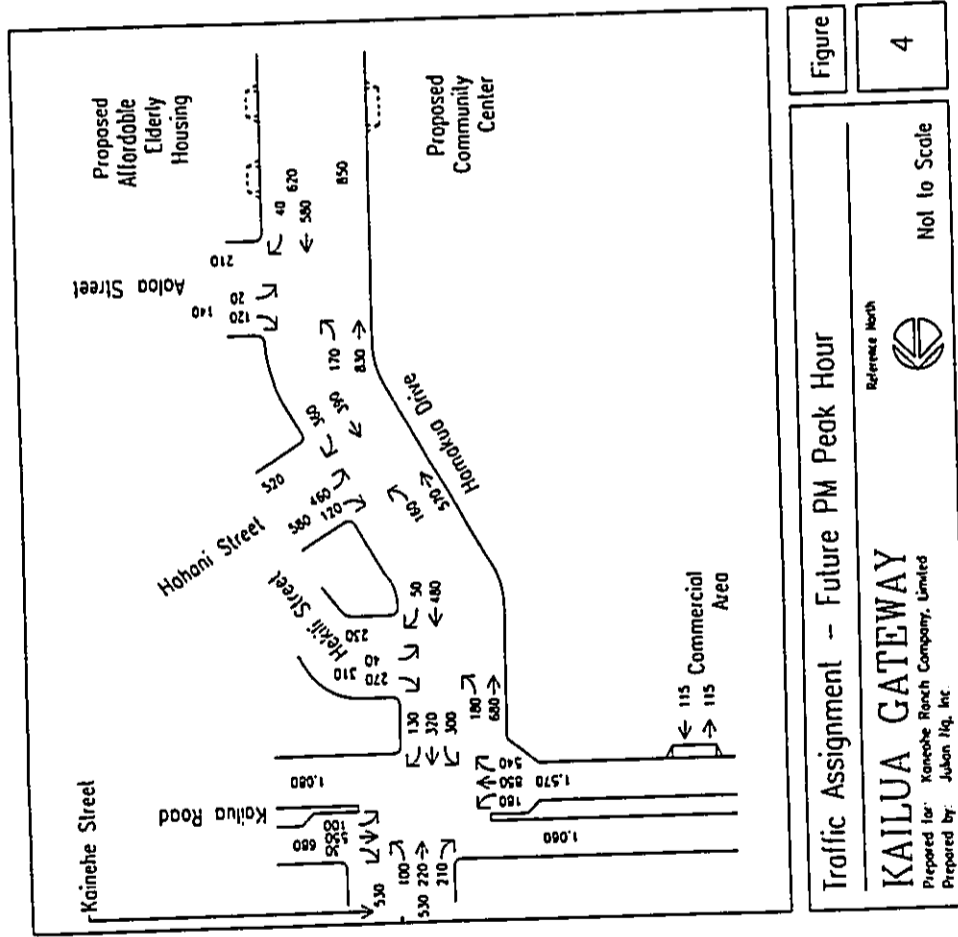 Kainehe Street
Kailua Road
Hekili Street
Hahani Street
Aoloa Street
Hamakua Drive
Proposed
Affordable
Elderly
Housing
Proposed
Community
Center
Commercial
Area
530
100
220
530
210
680
100
1,080
130
320
300
180
850
540
1,570
1,060
115
115
180
680
310
270
40
230
50
480
580
120
460
520
160
570
360
390
170
830
140
120
20
210
40
580
620
850
Traffic Assignment - Future PM Peak Hour
Figure
4
KAILUA GATEWAY
Prepared for: Kaneohe Ranch Company, Limited
Prepared by: Julian Ng, Inc.
Reference North
Not to Scale